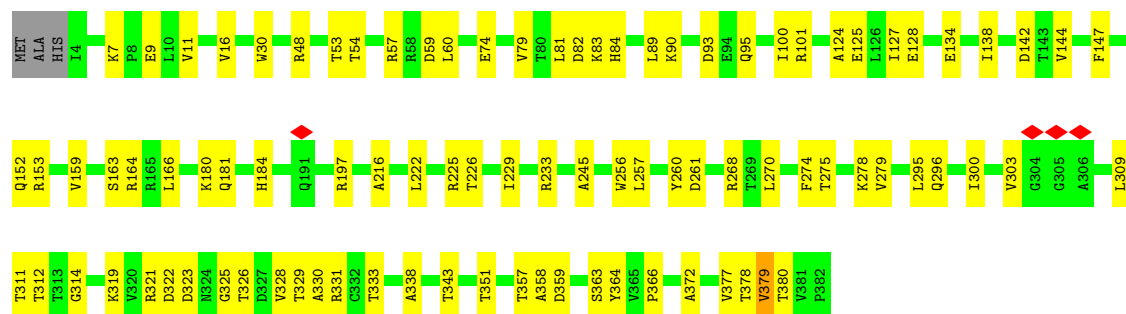 MET ALA HIS I4 K7 P8 E9 L10 V11 V16 W30 R48 T53 T54 R57 R58 D59 L60 E74 V79 T80 L81 D82 K83 H84 L89 K90 D93 E94 Q95 I100 R101 A124 E125 L126 I127 E128 E134 I138 D142 T143 V144 F147
Q152 R153 V159 S163 R164 R165 L166 K180 Q181 H184 Q191 R197 A216 L222 R225 T226 I229 R233 A245 W256 L257 Y260 D261 R268 T269 L270 F274 T275 K278 V279 L295 Q296 I300 V303 G304 G305 A306 L309
T311 T312 T313 G314 K319 V320 R321 D322 D323 N324 G325 T326 D327 V328 T329 A330 R331 C332 T333 A338 T343 T351 T357 A358 D359 S363 Y364 V365 P366 A372 V377 T378 V379 T380 V381 P382